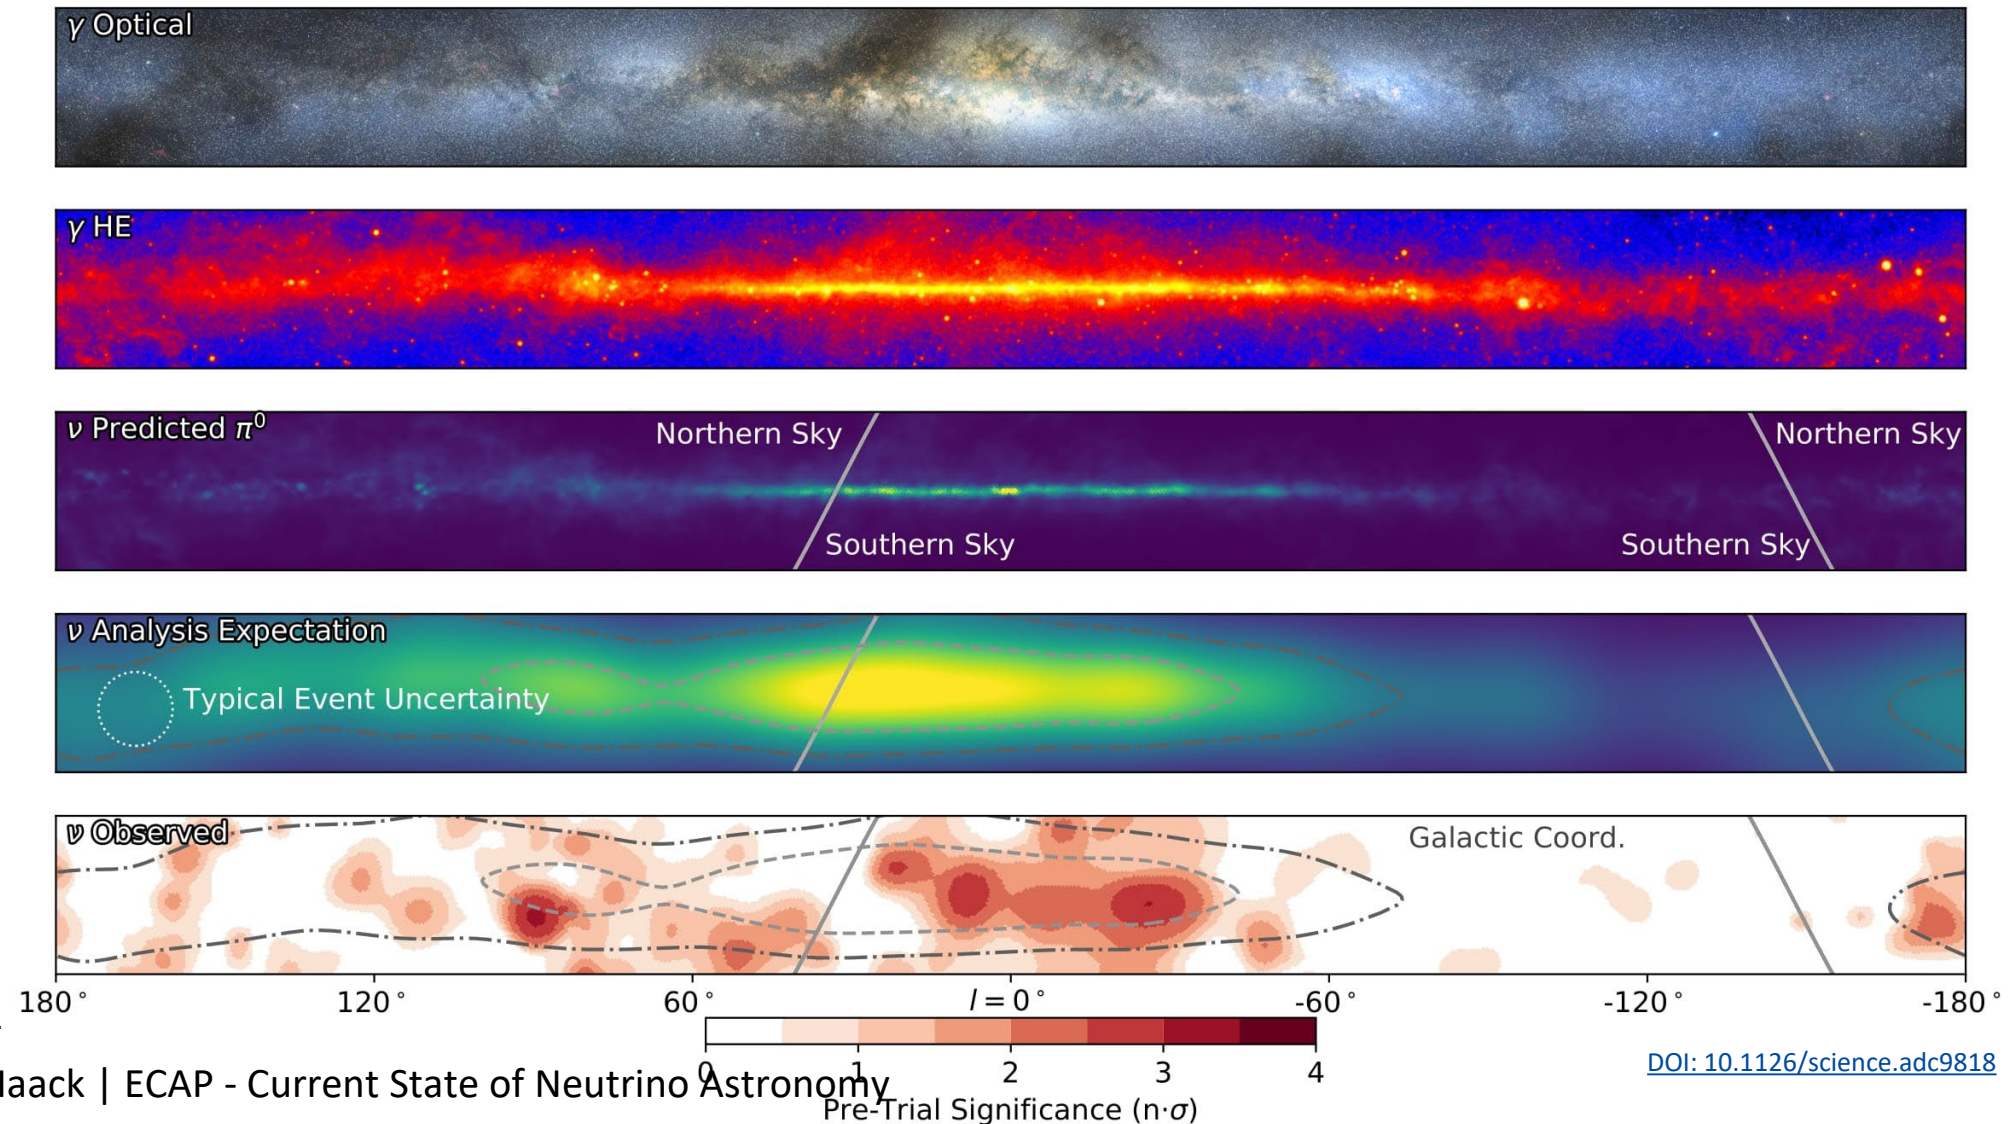 γ Optical
γ HE
ν Predicted π⁰
Northern Sky
Northern Sky
Southern Sky
Southern Sky
ν Analysis Expectation
Typical Event Uncertainty
ν Observed
Galactic Coord.
180° 120° 60° l = 0° -60° -120° -180°
0 1 2 3 4
Pre-Trial Significance (n·σ)
| ECAP - Current State of Neutrino Astronomy
DOI: 10.1126/science.adc9818